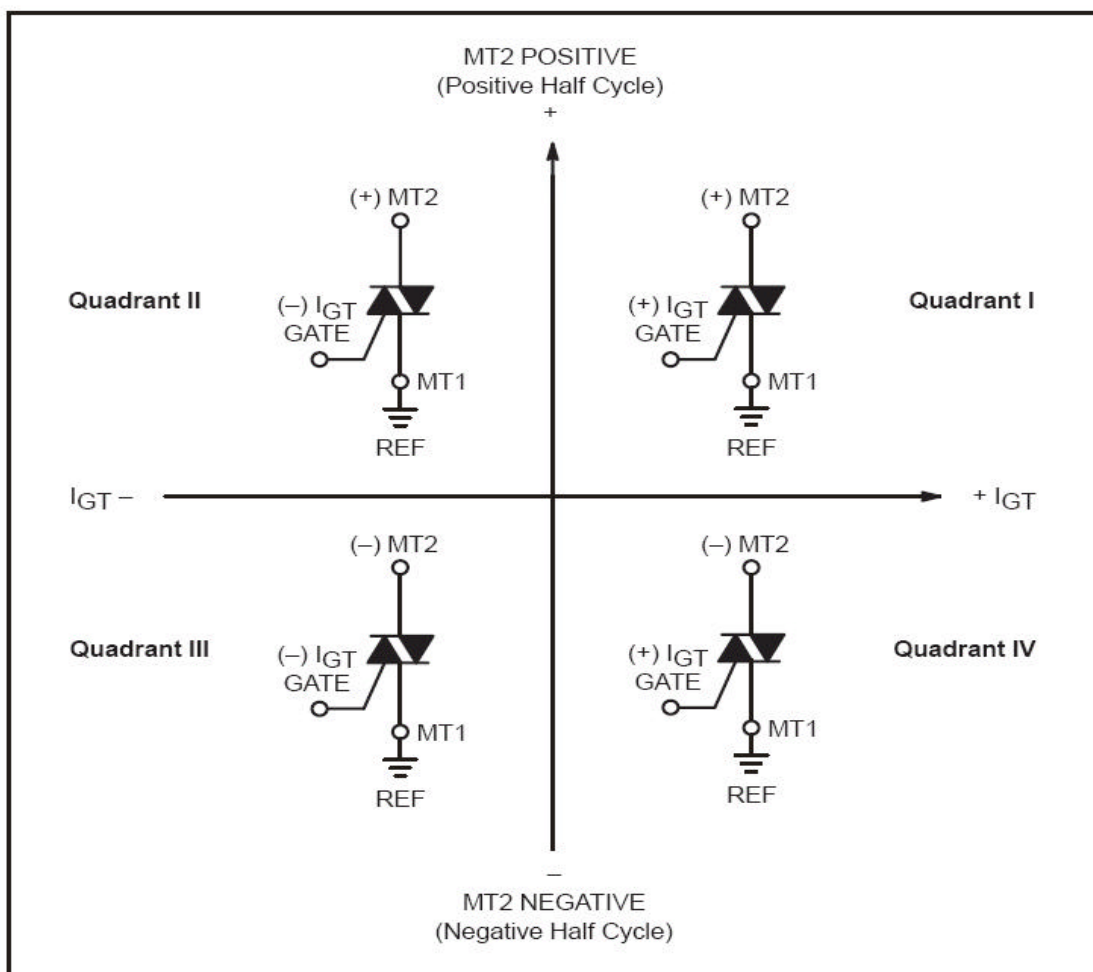 MT2 POSITIVE
(Positive Half Cycle)
+
(+) MT2
(+) MT2
Quadrant II
(–) IGT
GATE
(+) IGT
GATE
Quadrant I
MT1
MT1
REF
REF
IGT –
+ IGT
(–) MT2
(–) MT2
Quadrant III
(–) IGT
GATE
(+) IGT
GATE
Quadrant IV
MT1
MT1
REF
REF
–
MT2 NEGATIVE
(Negative Half Cycle)